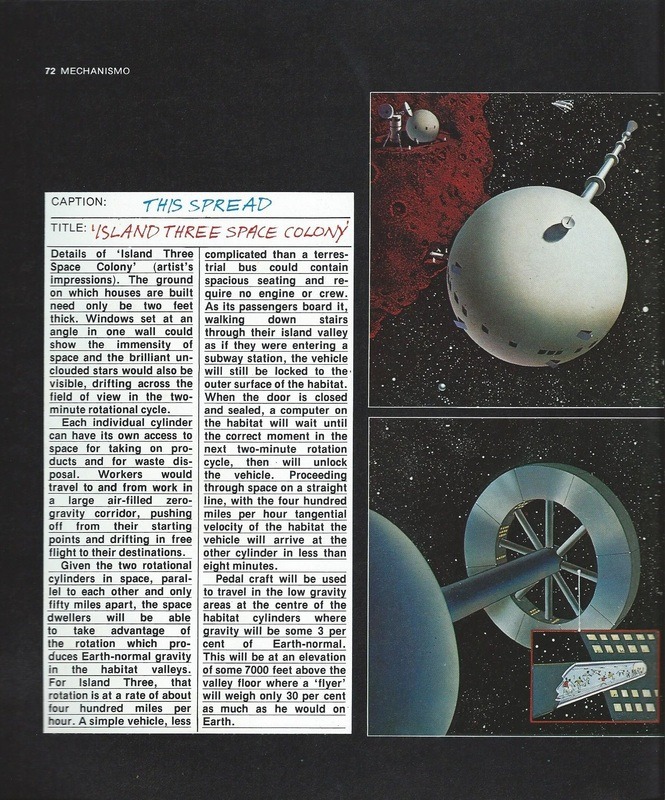 72 MECHANISMO
CAPTION: THIS SPREAD
TITLE: 'ISLAND THREE SPACE COLONY'
Details of 'Island Three
Space Colony' (artist's
impressions). The ground
on which houses are built
need only be two feet
thick. Windows set at an
angle in one wall could
show the immensity of
space and the brilliant un-
clouded stars would also be
visible, drifting across the
field of view in the two-
minute rotational cycle.
Each individual cylinder
can have its own access to
space for taking on pro-
ducts and for waste dis-
posal. Workers would
travel to and from work in
a large air-filled zero-
gravity corridor, pushing
off from their starting
points and drifting in free
flight to their destinations.
Given the two rotational
cylinders in space, paral-
lel to each other and only
fifty miles apart, the space
dwellers will be able
to take advantage of
the rotation which pro-
duces Earth-normal gravity
in the habitat valleys.
For Island Three, that
rotation is at a rate of about
four hundred miles per
hour. A simple vehicle, less
complicated than a terres-
trial bus could contain
spacious seating and re-
quire no engine or crew.
As its passengers board it,
walking down stairs
through their island valley
as if they were entering a
subway station, the vehicle
will still be locked to the
outer surface of the habitat.
When the door is closed
and sealed, a computer on
the habitat will wait until
the correct moment in the
next two-minute rotation
cycle, then will unlock
the vehicle. Proceeding
through space on a straight
line, with the four hundred
miles per hour tangential
velocity of the habitat the
vehicle will arrive at the
other cylinder in less than
eight minutes.
Pedal craft will be used
to travel in the low gravity
areas at the centre of the
habitat cylinders where
gravity will be some 3 per
cent of Earth-normal.
This will be at an elevation
of some 7000 feet above the
valley floor where a 'flyer'
will weigh only 30 per cent
as much as he would on
Earth.